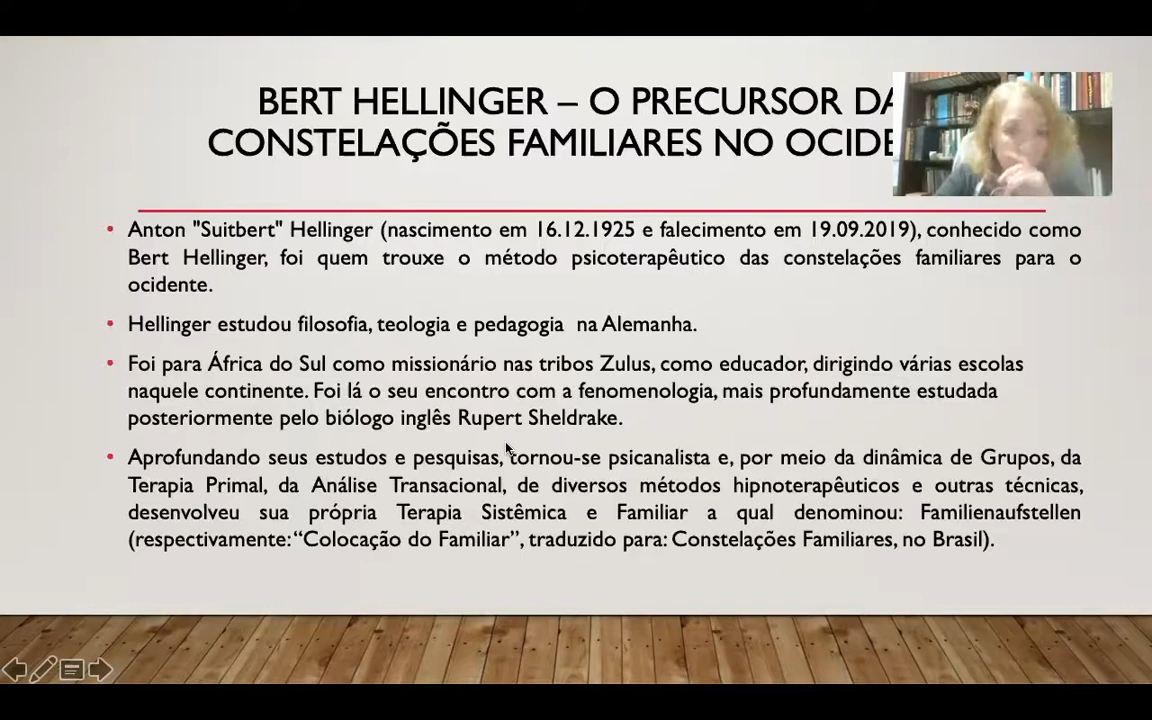 BERT HELLINGER – O PRECURSOR DA
CONSTELAÇÕES FAMILIARES NO OCIDE
• Anton "Suitbert" Hellinger (nascimento em 16.12.1925 e falecimento em 19.09.2019), conhecido como
Bert Hellinger, foi quem trouxe o método psicoterapêutico das constelações familiares para o
ocidente.
• Hellinger estudou filosofia, teologia e pedagogia na Alemanha.
• Foi para África do Sul como missionário nas tribos Zulus, como educador, dirigindo várias escolas
naquele continente. Foi lá o seu encontro com a fenomenologia, mais profundamente estudada
posteriormente pelo biólogo inglês Rupert Sheldrake.
• Aprofundando seus estudos e pesquisas, tornou-se psicanalista e, por meio da dinâmica de Grupos, da
Terapia Primal, da Análise Transacional, de diversos métodos hipnoterapêuticos e outras técnicas,
desenvolveu sua própria Terapia Sistêmica e Familiar a qual denominou: Familienaufstellen
(respectivamente: “Colocação do Familiar”, traduzido para: Constelações Familiares, no Brasil).